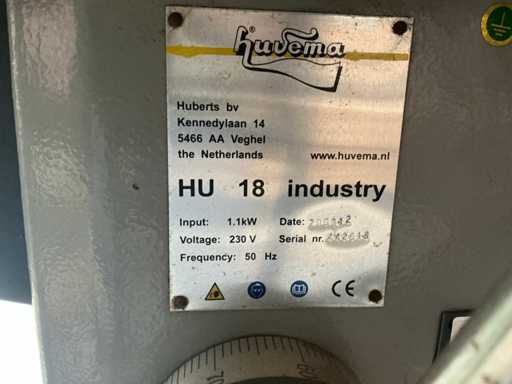 huvema
Huberts bv
Kennedylaan 14
5466 AA Veghel
the Netherlands www.huvema.nl
HU 18 industry
Input: 1.1kW Date:
Voltage: 230 V Serial nr.
Frequency: 50 Hz
CE